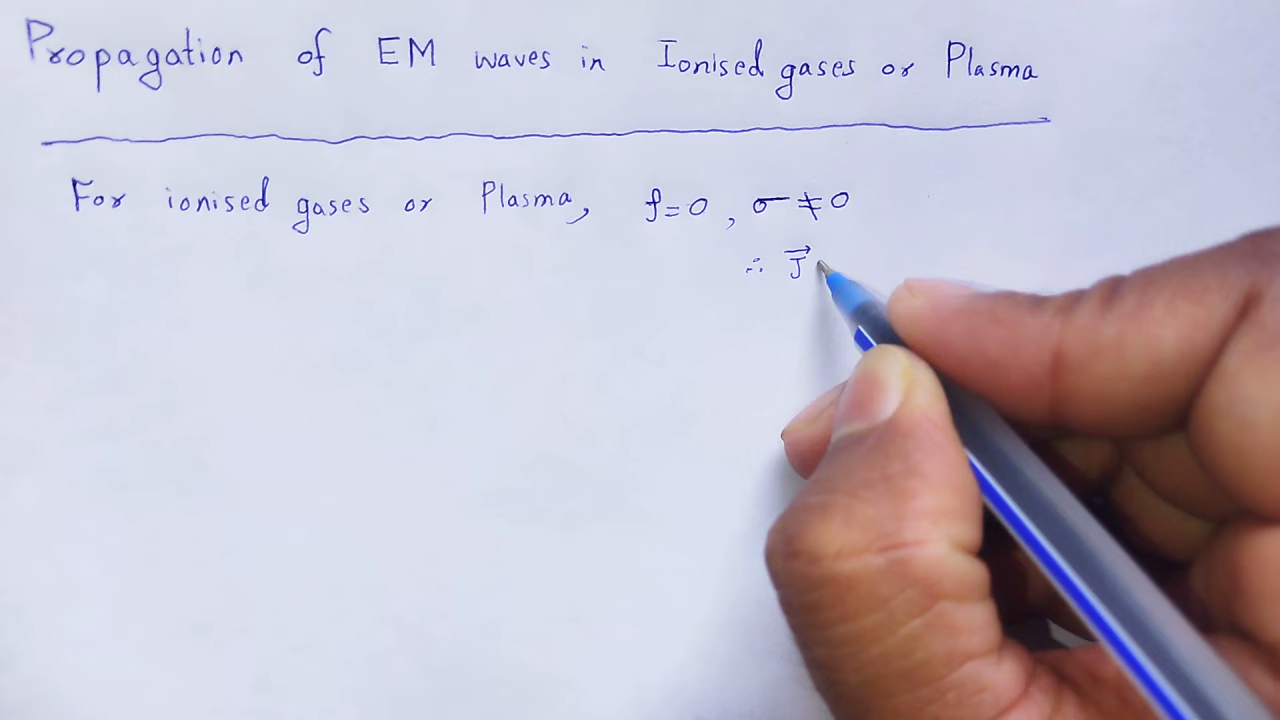 Propagation of EM waves in Ionised gases or Plasma
For ionised gases or Plasma, ρ=0, σ≠0
∴ J⃗